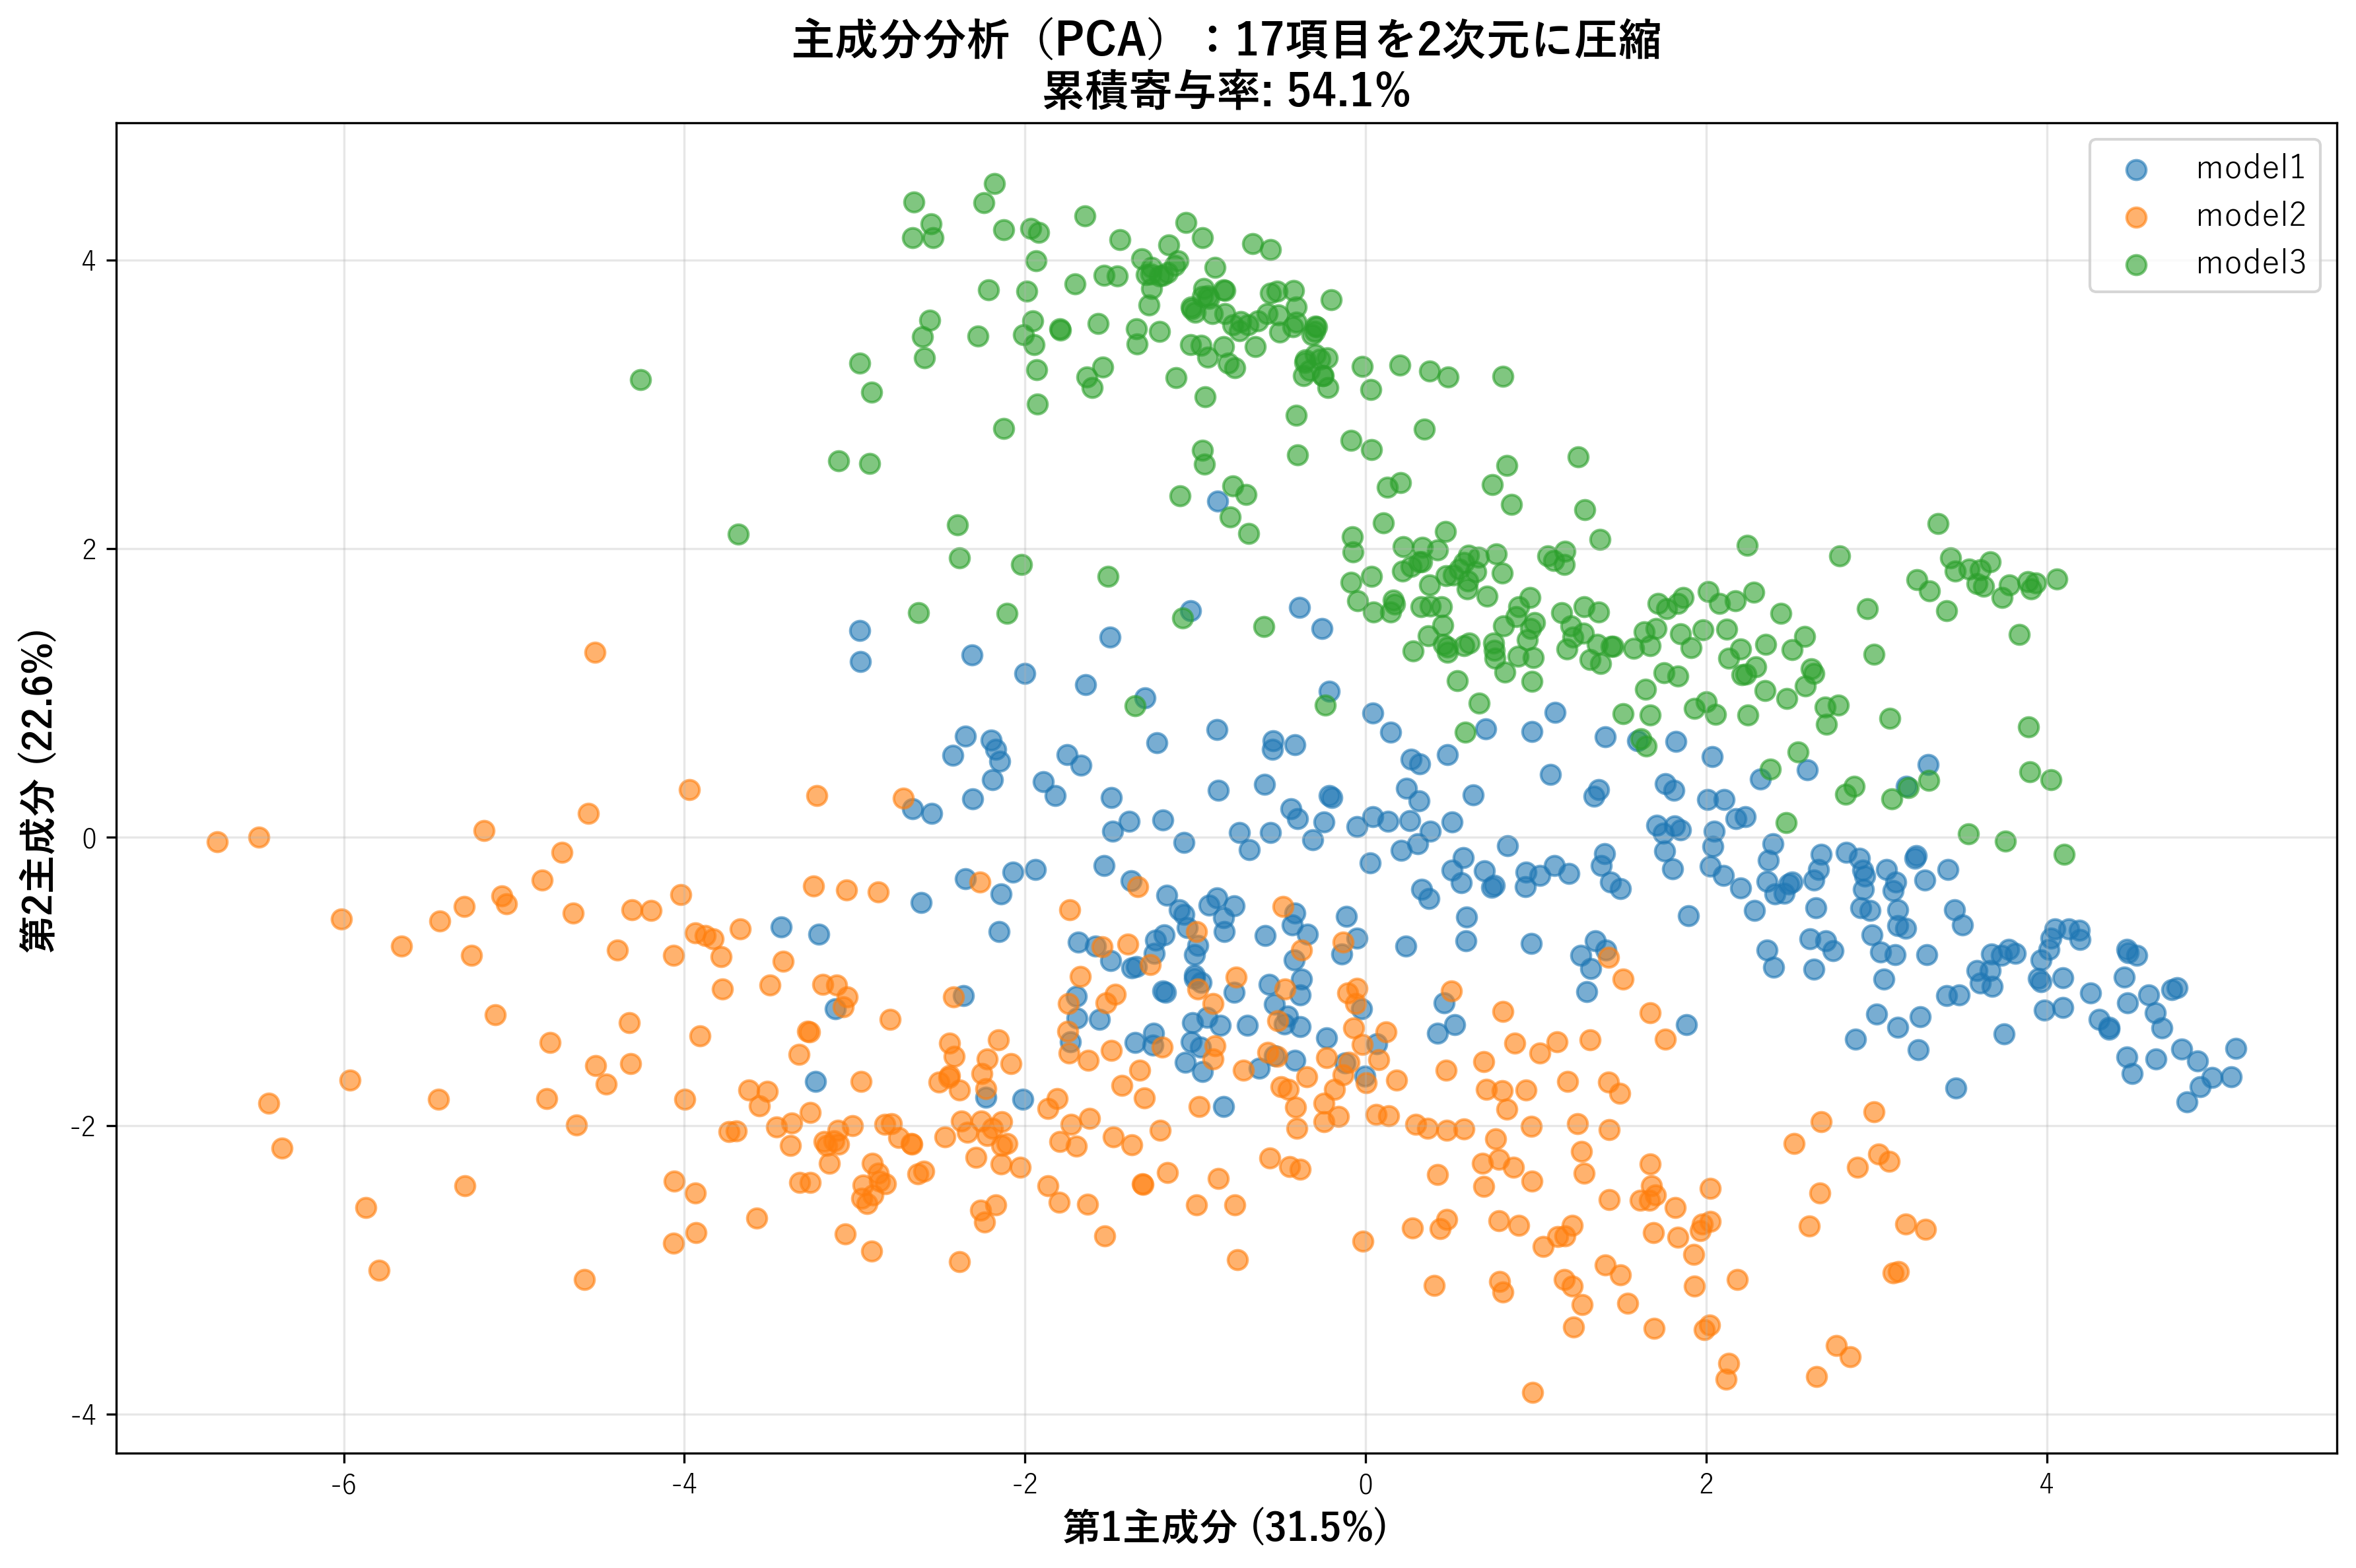 主成分分析（PCA）：17項目を2次元に圧縮
累積寄与率: 54.1%
model1
model2
model3
4
2
0
-2
-4
第2主成分 (22.6%)
-6
-4
-2
0
2
4
第1主成分 (31.5%)